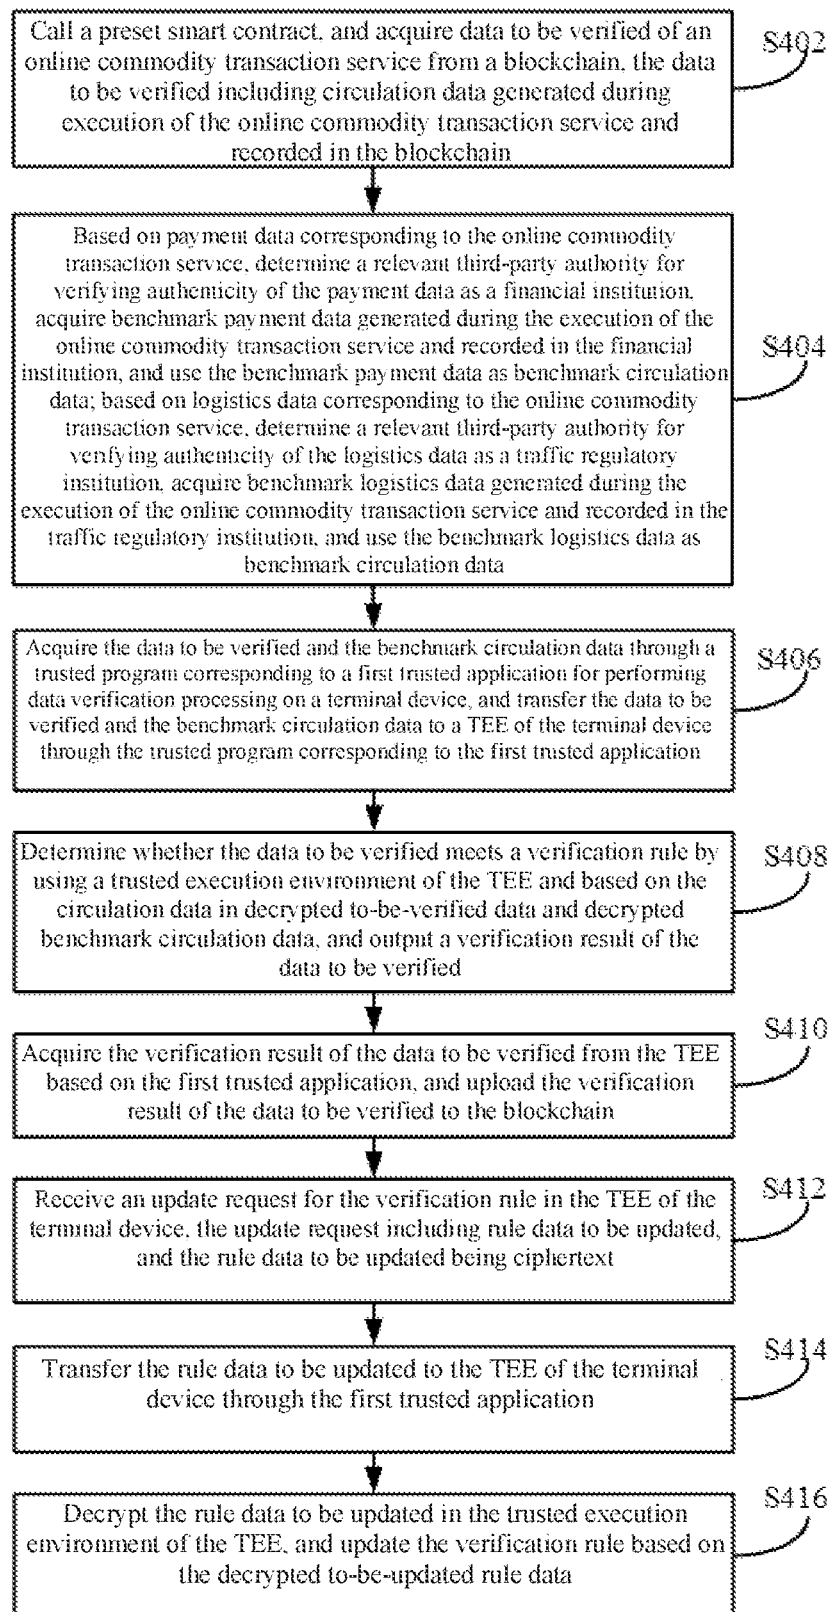 Call a preset smart contract, and acquire data to be verified of an
online commodity transaction service from a blockchain, the data
to be verified including circulation data generated during
execution of the online commodity transaction service and
recorded in the blockchain
S402
Based on payment data corresponding to the online commodity
transaction service, determine a relevant third-party authority for
verifying authenticity of the payment data as a financial institution,
acquire benchmark payment data generated during the execution of the
online commodity transaction service and recorded in the financial
institution, and use the benchmark payment data as benchmark circulation
data; based on logistics data corresponding to the online commodity
transaction service, determine a relevant third-party authority for
verifying authenticity of the logistics data as a traffic regulatory
institution, acquire benchmark logistics data generated during the
execution of the online commodity transaction service and recorded in the
traffic regulatory institution, and use the benchmark logistics data as
benchmark circulation data
S404
Acquire the data to be verified and the benchmark circulation data through a
trusted program corresponding to a first trusted application for performing
data verification processing on a terminal device, and transfer the data to be
verified and the benchmark circulation data to a TEE of the terminal device
through the trusted program corresponding to the first trusted application
S406
Determine whether the data to be verified meets a verification rule by
using a trusted execution environment of the TEE and based on the
circulation data in decrypted to-be-verified data and decrypted
benchmark circulation data, and output a verification result of the
data to be verified
S408
Acquire the verification result of the data to be verified from the TEE
based on the first trusted application, and upload the verification
result of the data to be verified to the blockchain
S410
Receive an update request for the verification rule in the TEE of the
terminal device, the update request including rule data to be updated,
and the rule data to be updated being ciphertext
S412
Transfer the rule data to be updated to the TEE of the terminal
device through the first trusted application
S414
Decrypt the rule data to be updated in the trusted execution
environment of the TEE, and update the verification rule based on
the decrypted to-be-updated rule data
S416